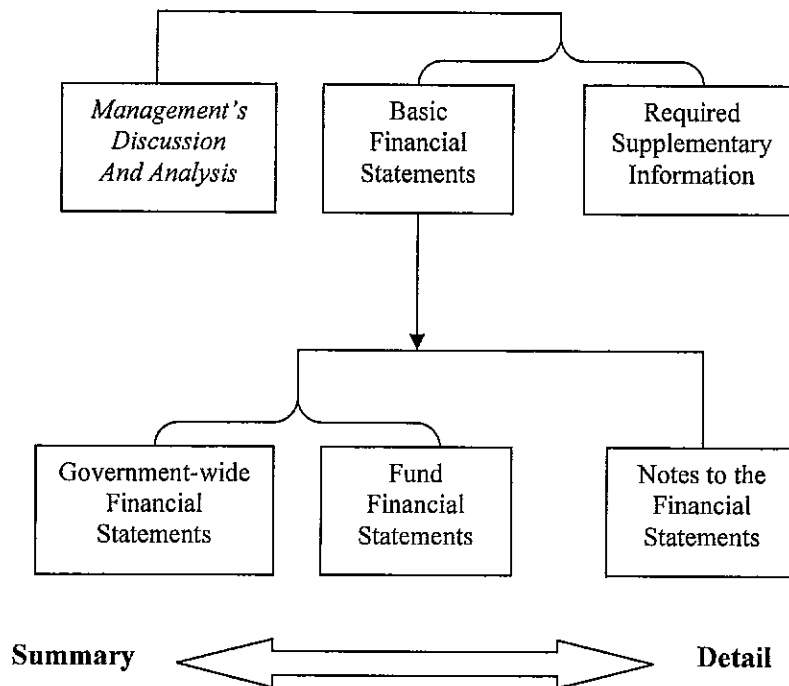 Management's
Discussion
And Analysis
Basic
Financial
Statements
Required
Supplementary
Information
Government-wide
Financial
Statements
Fund
Financial
Statements
Notes to the
Financial
Statements
Summary
Detail